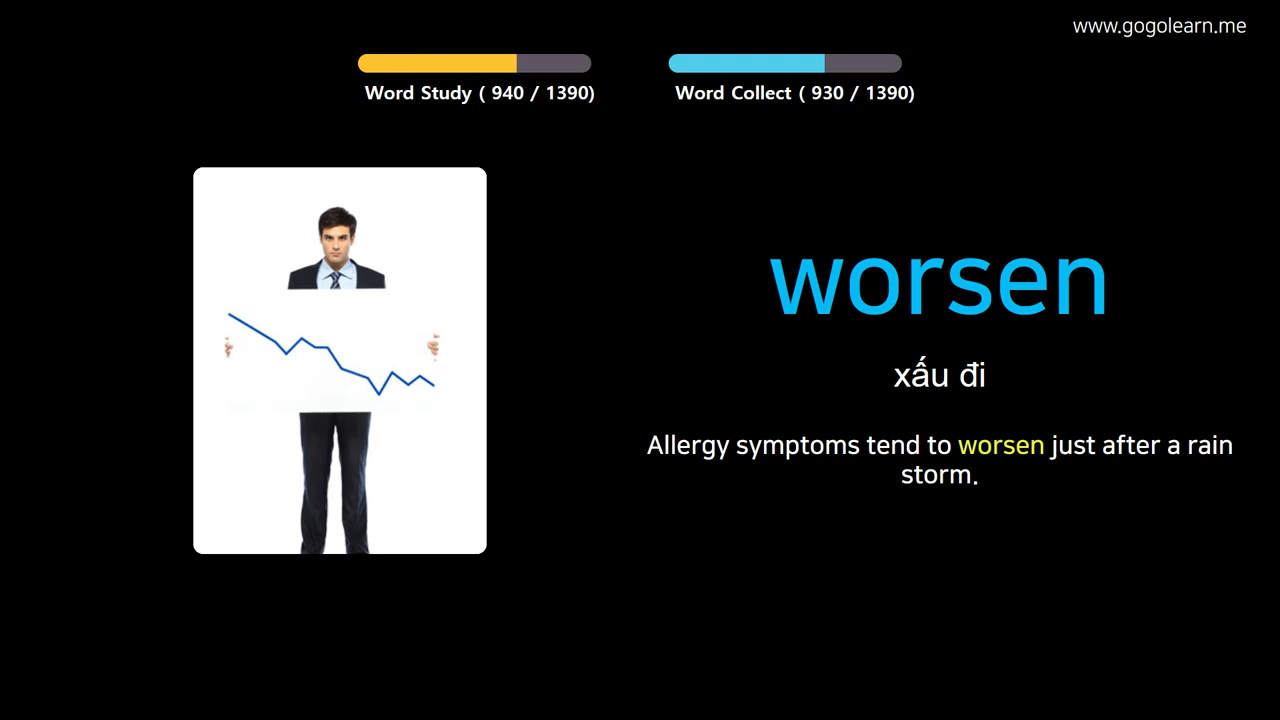 www.gogolearn.me
Word Study ( 940 / 1390)
Word Collect ( 930 / 1390)
worsen
xấu đi
Allergy symptoms tend to worsen just after a rain
storm.